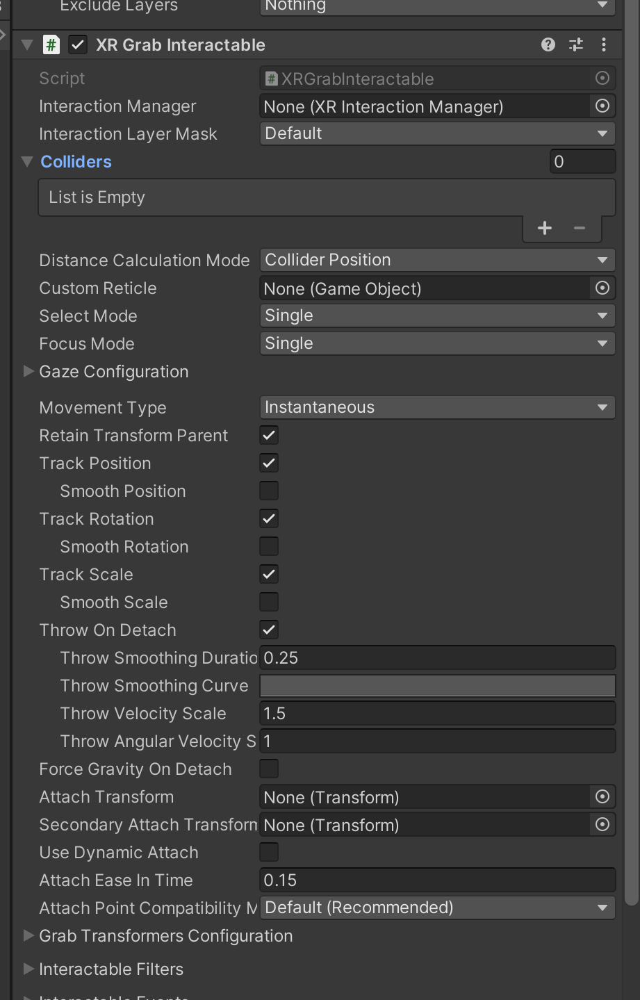 Exclude Layers Nothing
# XR Grab Interactable ?
Script # XRGrabInteractable
Interaction Manager None (XR Interaction Manager)
Interaction Layer Mask Default
Colliders 0
List is Empty
+ −
Distance Calculation Mode Collider Position
Custom Reticle None (Game Object)
Select Mode Single
Focus Mode Single
Gaze Configuration
Movement Type Instantaneous
Retain Transform Parent
Track Position
Smooth Position
Track Rotation
Smooth Rotation
Track Scale
Smooth Scale
Throw On Detach
Throw Smoothing Duratio 0.25
Throw Smoothing Curve
Throw Velocity Scale 1.5
Throw Angular Velocity S 1
Force Gravity On Detach
Attach Transform None (Transform)
Secondary Attach Transform None (Transform)
Use Dynamic Attach
Attach Ease In Time 0.15
Attach Point Compatibility M Default (Recommended)
Grab Transformers Configuration
Interactable Filters
Interactable Events